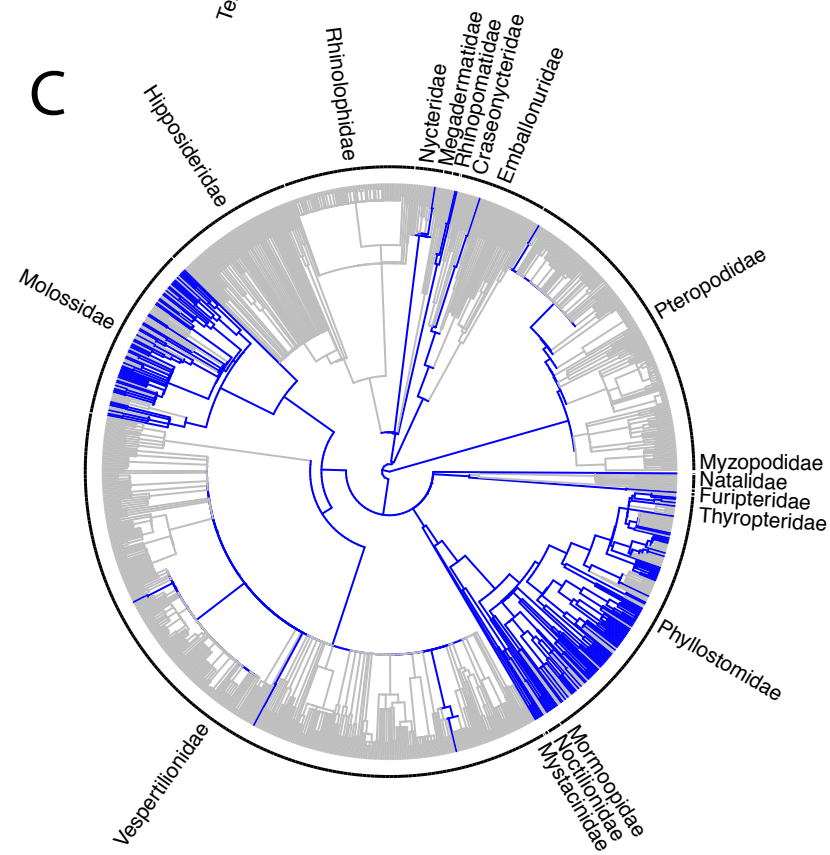 C
Rhinolophidae
Nycteridae
Megadermatidae
Rhinopomatidae
Craseonycteridae
Emballonuridae
Hipposideridae
Pteropodidae
Molossidae
Myzopodidae
Natalidae
Furipteridae
Thyropteridae
Phyllostomidae
Vespertilionidae
Mormoopidae
Noctilionidae
Mystacinidae